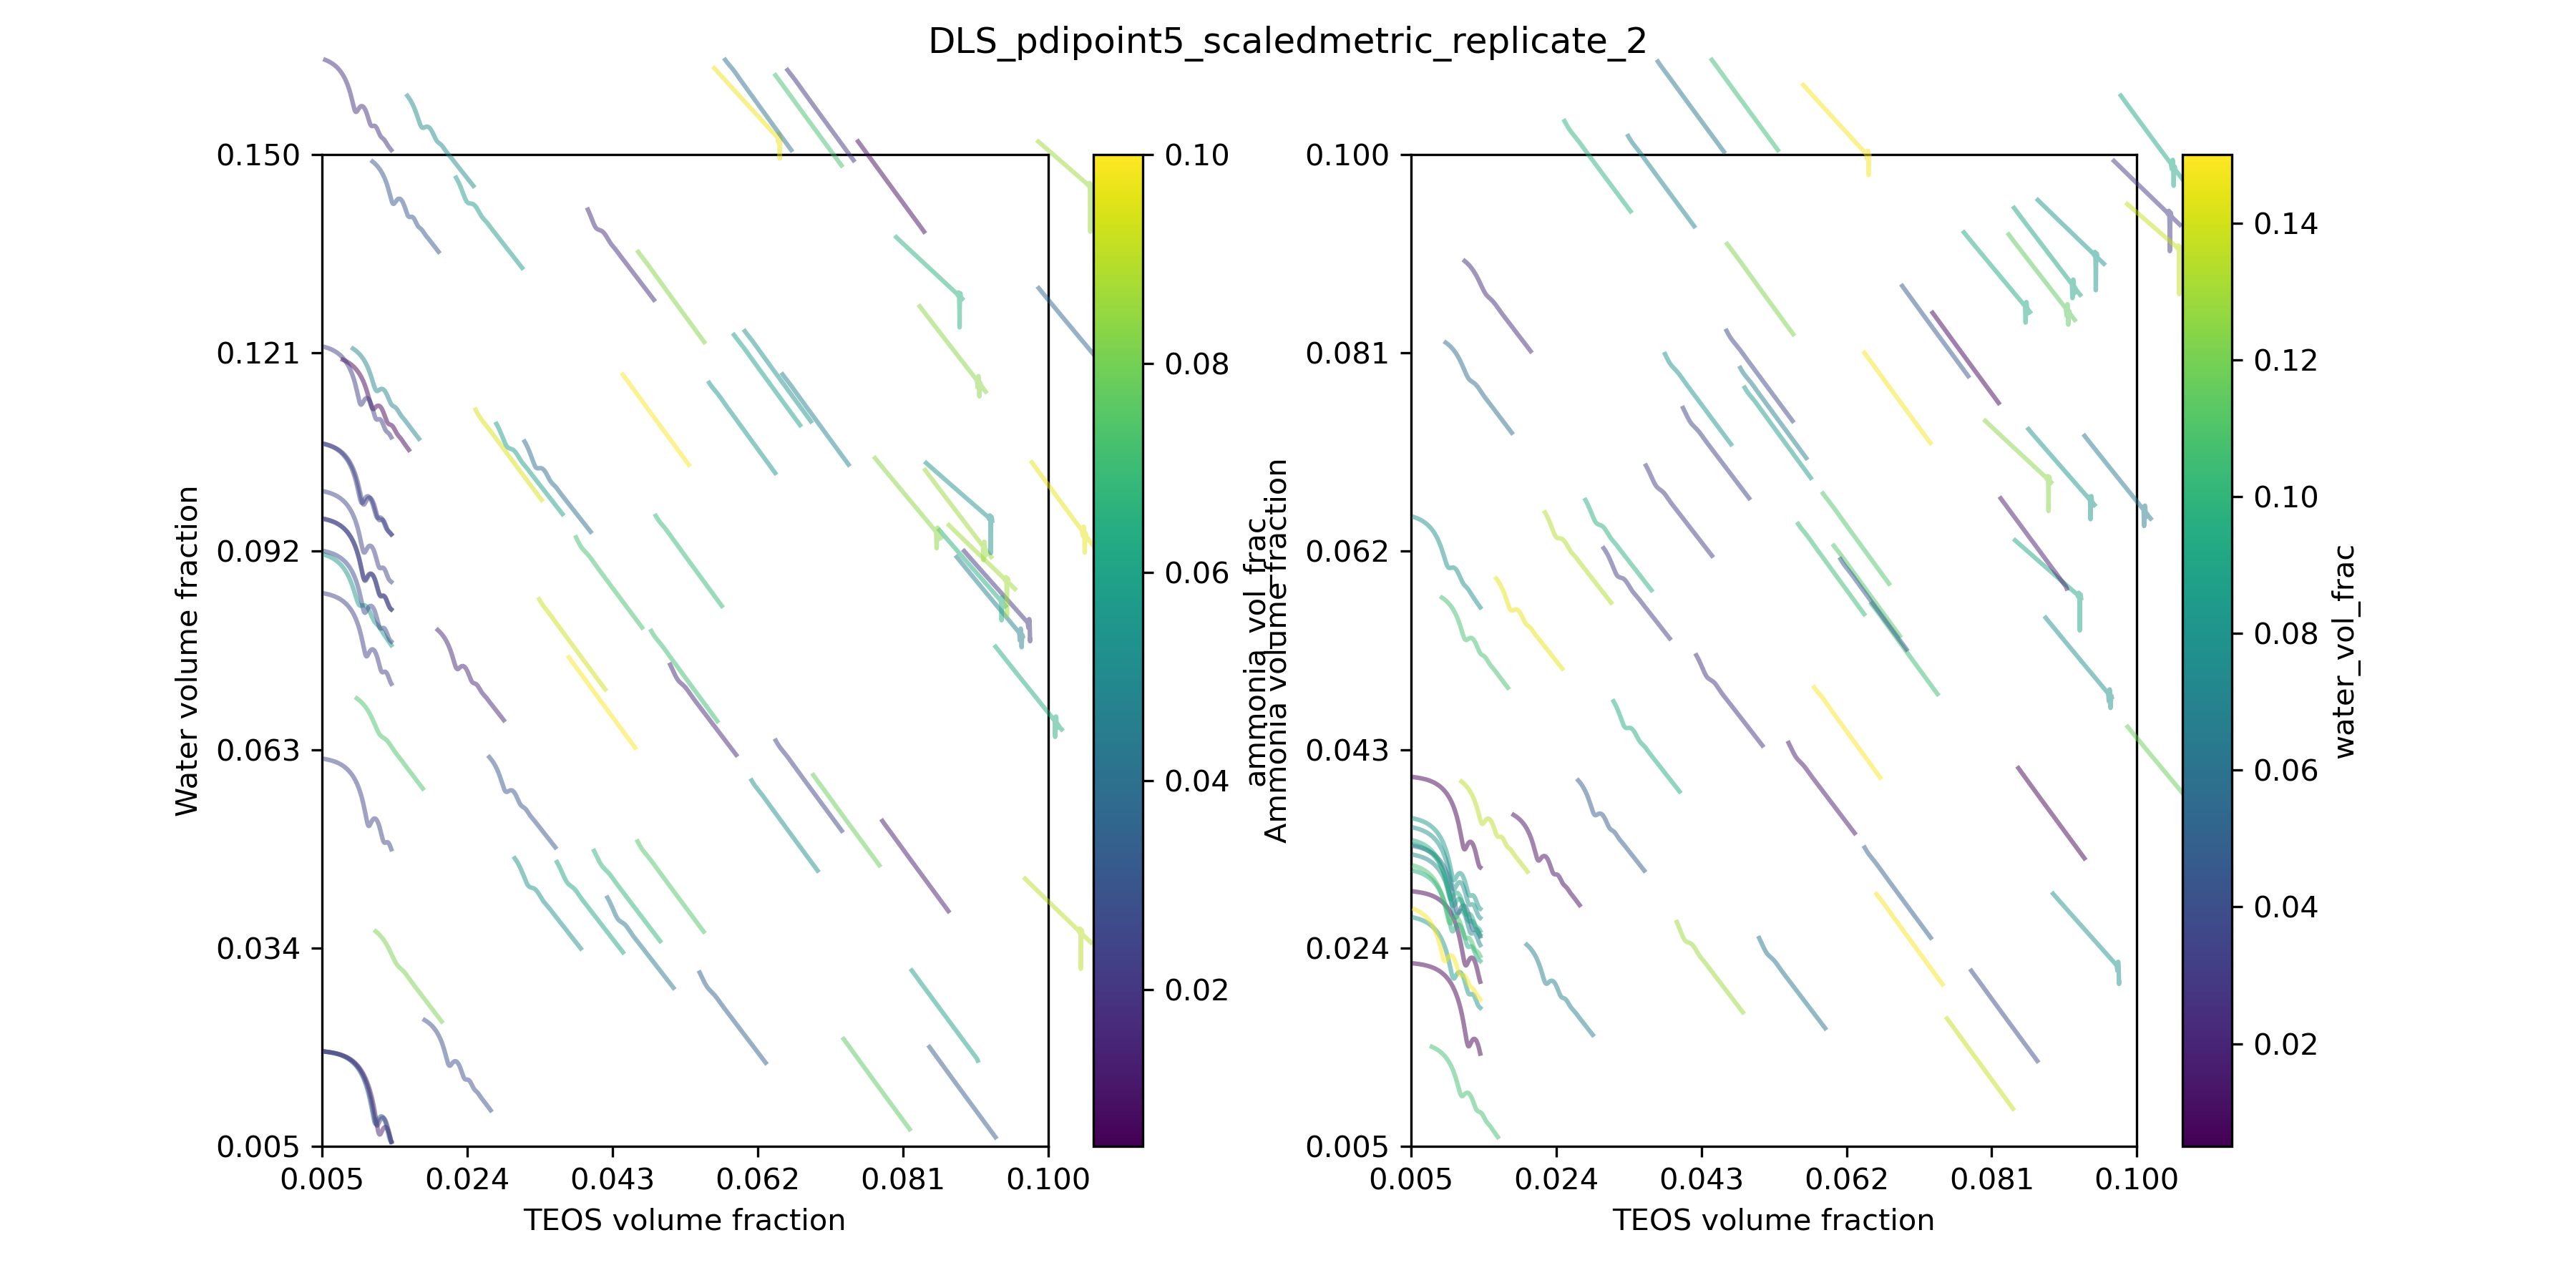 DLS_pdipoint5_scaledmetric_replicate_2
0.150
0.121
0.092
0.063
0.034
0.005
Water volume fraction
0.005 0.024 0.043 0.062 0.081 0.100
TEOS volume fraction
0.10
0.08
0.06
0.04
0.02
ammonia_vol_frac
Ammonia volume fraction
0.100
0.081
0.062
0.043
0.024
0.005
0.005 0.024 0.043 0.062 0.081 0.100
TEOS volume fraction
0.14
0.12
0.10
0.08
0.06
0.04
0.02
water_vol_frac